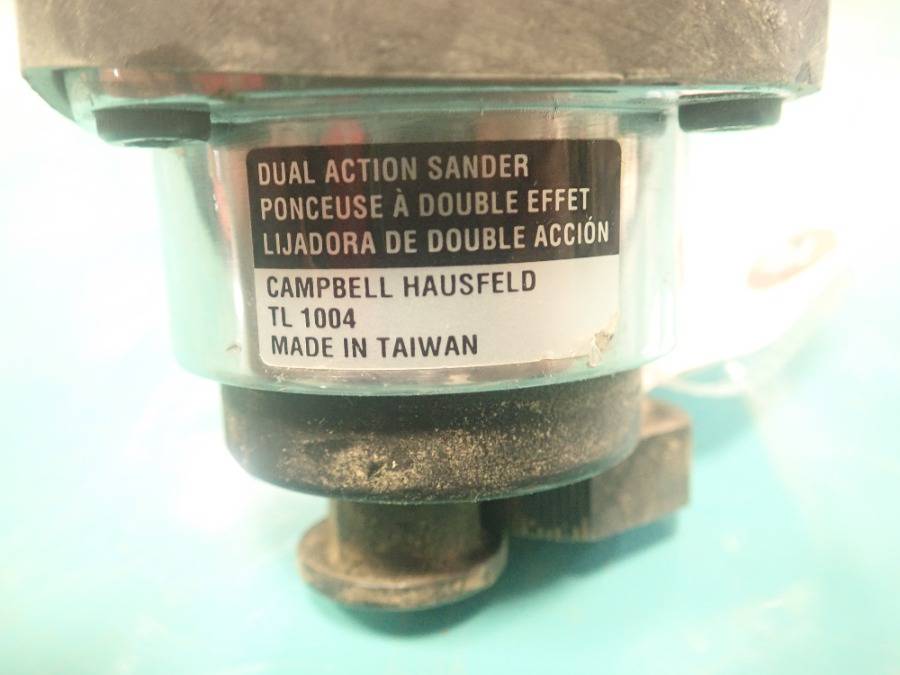 DUAL ACTION SANDER
PONCEUSE À DOUBLE EFFET
LIJADORA DE DOUBLE ACCIÓN
CAMPBELL HAUSFELD
TL 1004
MADE IN TAIWAN